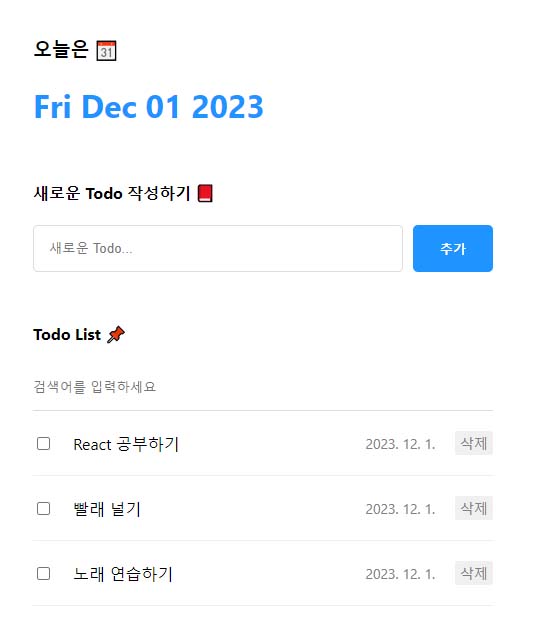 오늘은 📅
Fri Dec 01 2023
새로운 Todo 작성하기 📕
새로운 Todo...
추가
Todo List 📌
검색어를 입력하세요
React 공부하기 2023. 12. 1. 삭제
빨래 널기 2023. 12. 1. 삭제
노래 연습하기 2023. 12. 1. 삭제